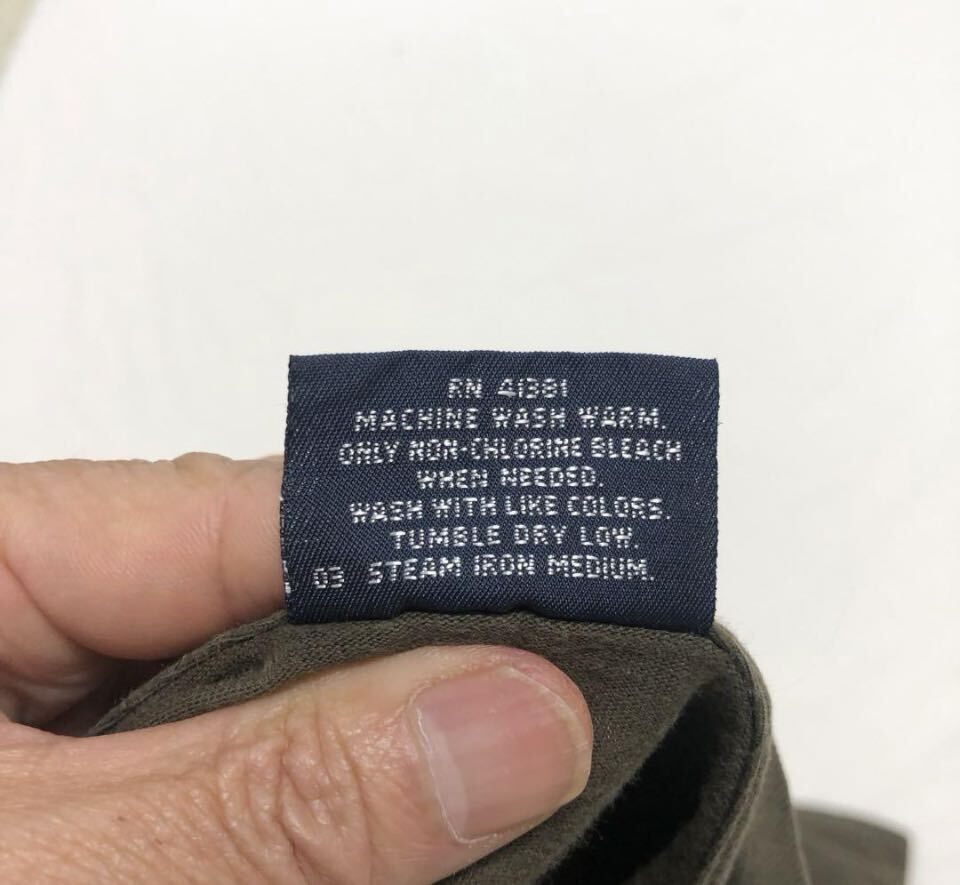 RN 41381
MACHINE WASH WARM.
ONLY NON-CHLORINE BLEACH
WHEN NEEDED.
WASH WITH LIKE COLORS.
TUMBLE DRY LOW.
03 STEAM IRON MEDIUM.